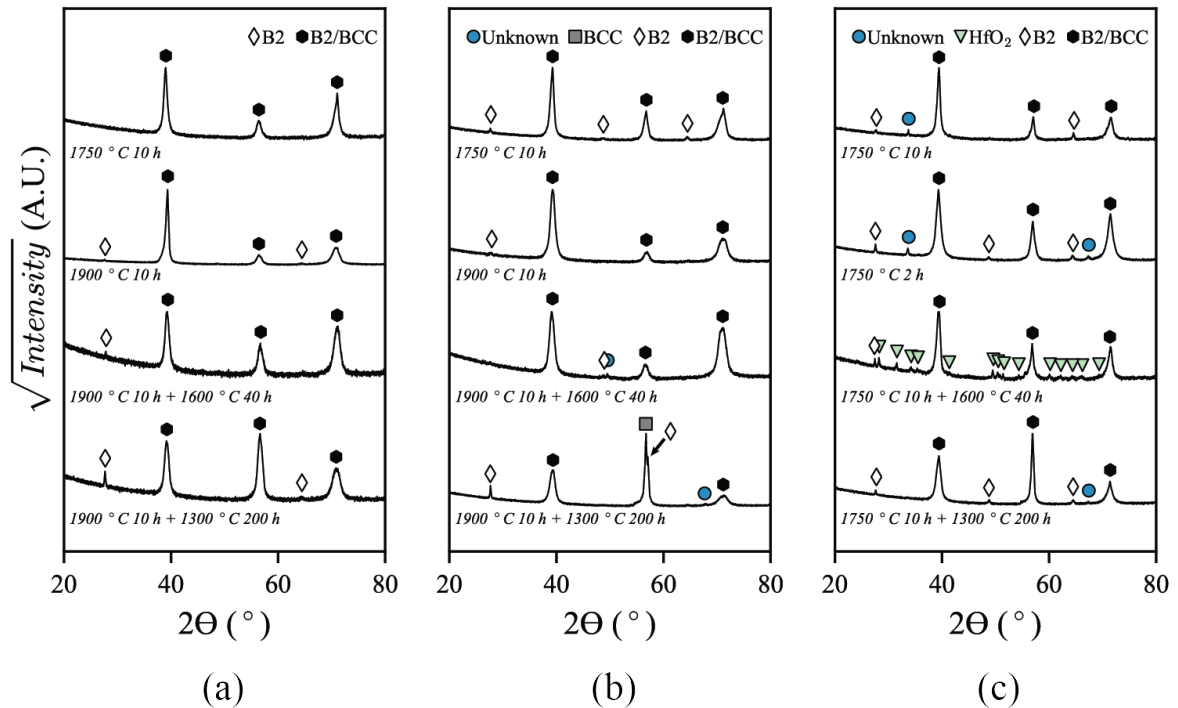 √Intensity (A.U.)
B2 B2/BCC
1750 °C 10 h
1900 °C 10 h
1900 °C 10 h + 1600 °C 40 h
1900 °C 10 h + 1300 °C 200 h
20 40 60 80
2Θ (°)
(a)
Unknown BCC B2 B2/BCC
1750 °C 10 h
1900 °C 10 h
1900 °C 10 h + 1600 °C 40 h
1900 °C 10 h + 1300 °C 200 h
20 40 60 80
2Θ (°)
(b)
Unknown HfO₂ B2 B2/BCC
1750 °C 10 h
1750 °C 2 h
1750 °C 10 h + 1600 °C 40 h
1750 °C 10 h + 1300 °C 200 h
20 40 60 80
2Θ (°)
(c)